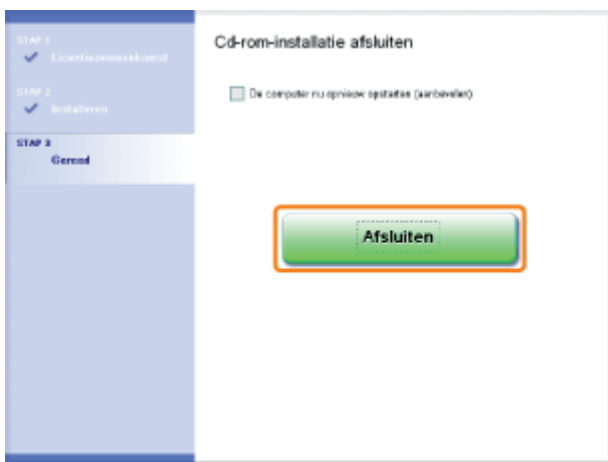 STAP 1
Licentieovereenkomst
STAP 2
Installeren
STAP 3
Gereed
Cd-rom-installatie afsluiten
De computer nu opnieuw opstarten (aanbevelen)
Afsluiten